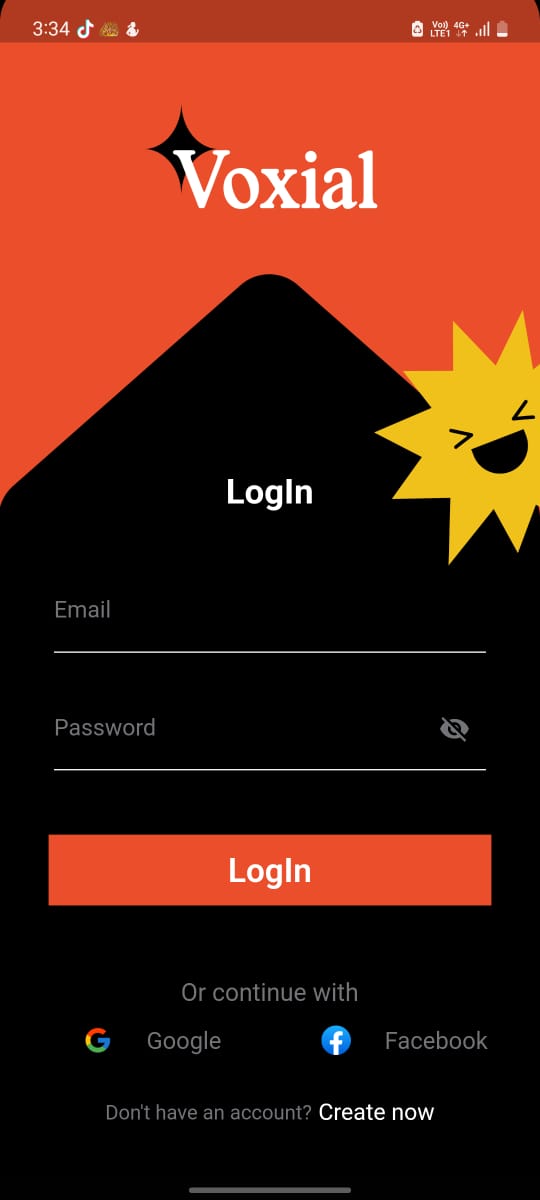 3:34 Vo)) LTE1 4G+
Voxial
LogIn
Email
Password
LogIn
Or continue with
Google Facebook
Don't have an account? Create now